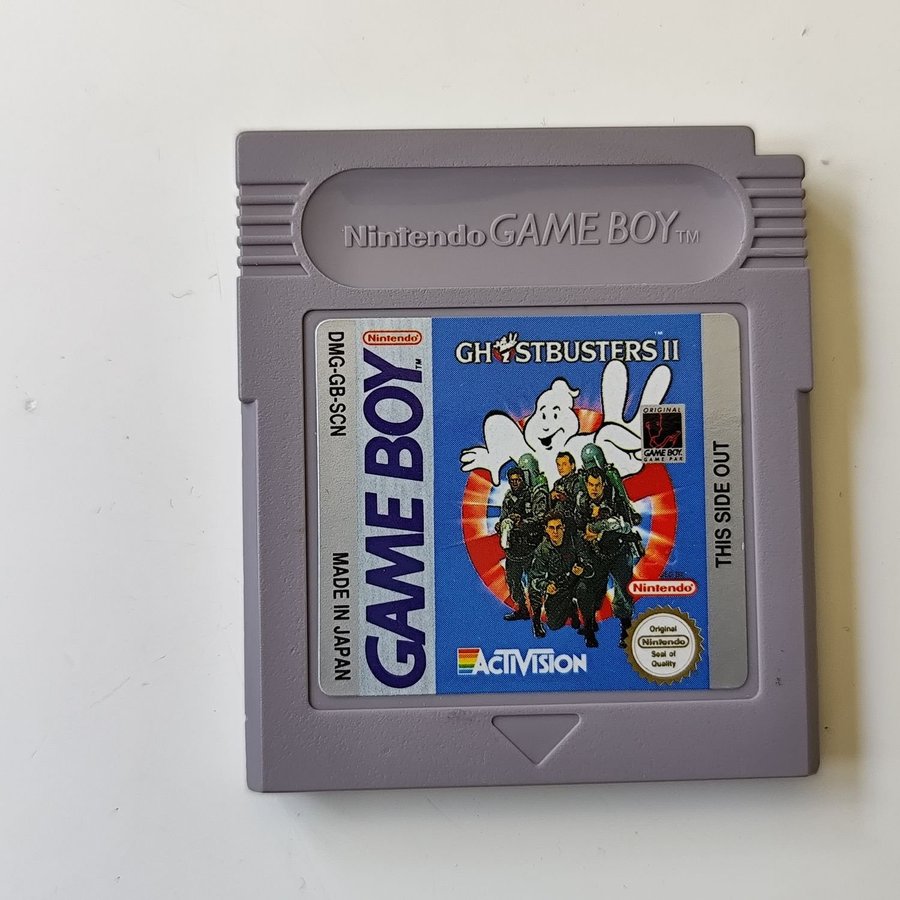 Nintendo GAME BOY™
DMG-GB-SCN
MADE IN JAPAN
Nintendo
GAME BOY™
GHOSTBUSTERS II™
ORIGINAL
GAME BOY
GAME PAK
THIS SIDE OUT
Nintendo
ACTIVISION
Original
Nintendo
Seal of
Quality